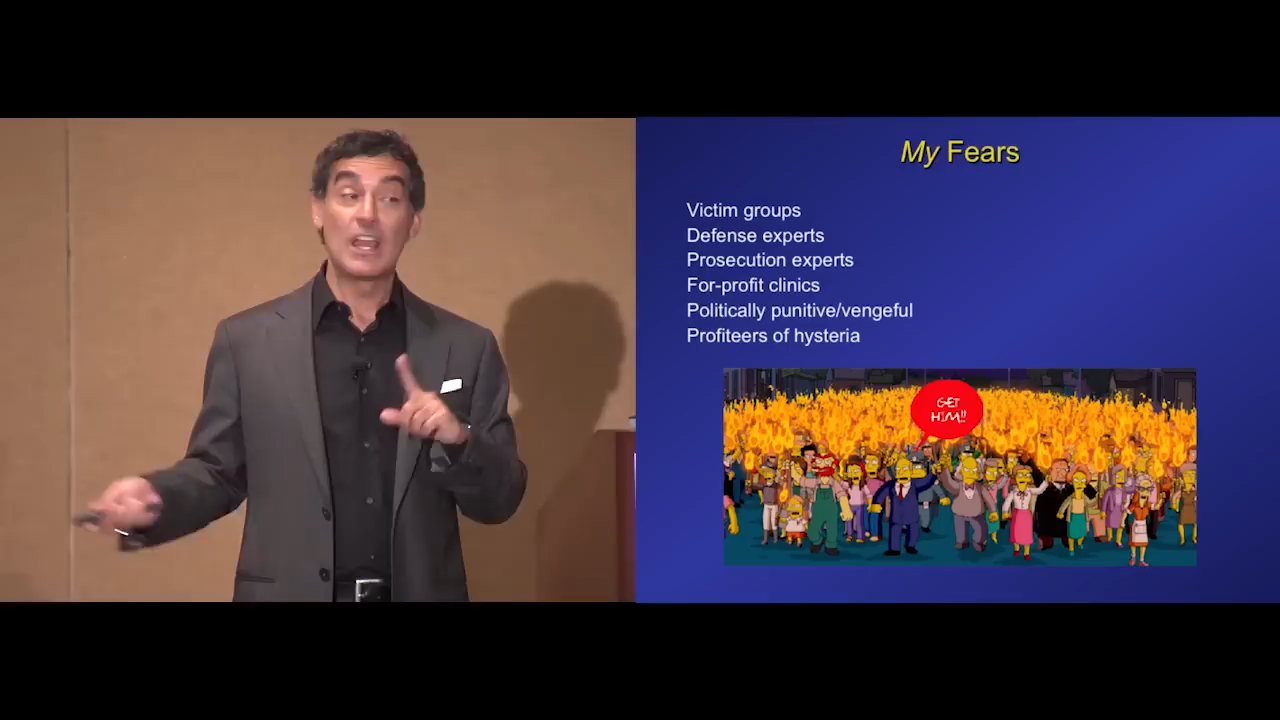 My Fears
Victim groups
Defense experts
Prosecution experts
For-profit clinics
Politically punitive/vengeful
Profiteers of hysteria
GET
HIM!!